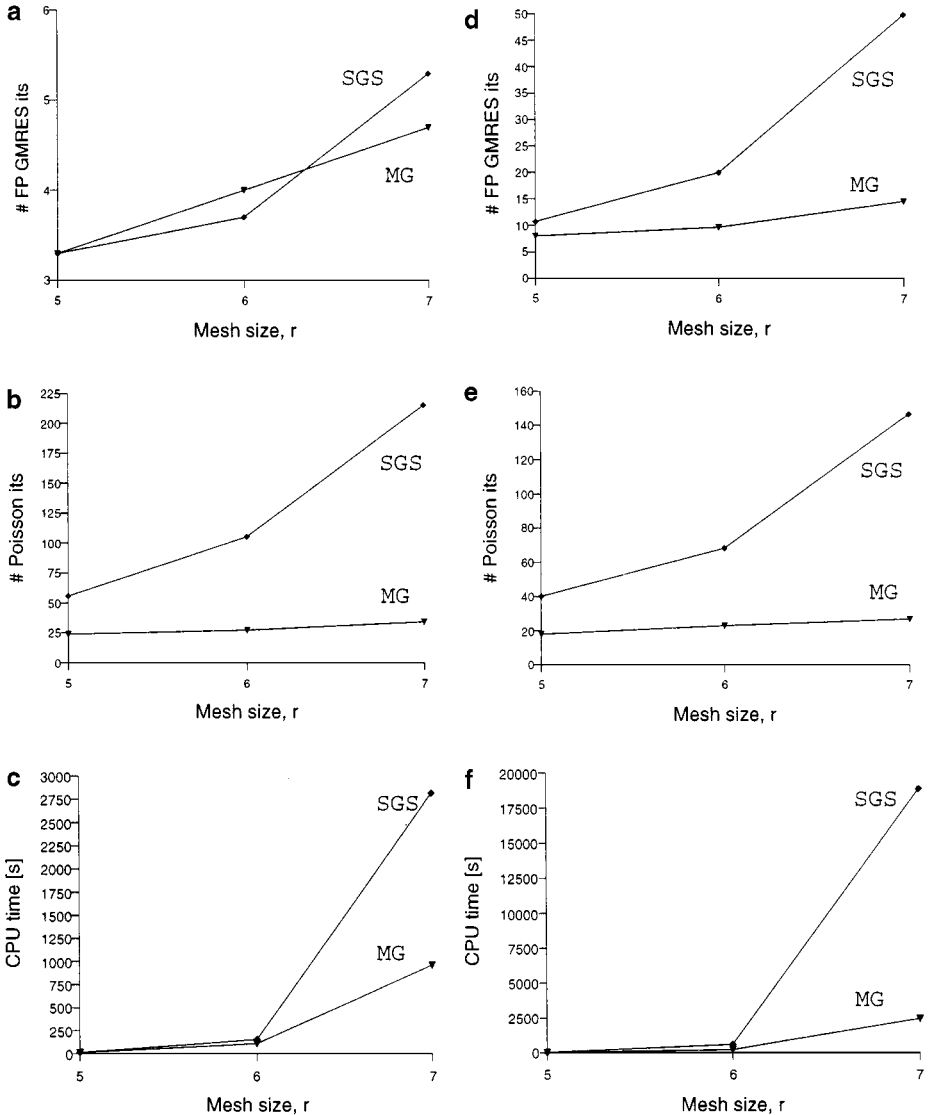 a
# FP GMRES its
6
5
4
3
5
6
7
SGS
MG
Mesh size, r
d
# FP GMRES its
50
45
40
35
30
25
20
15
10
5
0
5
6
7
SGS
MG
Mesh size, r
b
# Poisson its
225
200
175
150
125
100
75
50
25
0
5
6
7
SGS
MG
Mesh size, r
e
# Poisson its
160
140
120
100
80
60
40
20
0
5
6
7
SGS
MG
Mesh size, r
c
CPU time [s]
3000
2750
2500
2250
2000
1750
1500
1250
1000
750
500
250
0
5
6
7
SGS
MG
Mesh size, r
f
CPU time [s]
20000
17500
15000
12500
10000
7500
5000
2500
0
5
6
7
SGS
MG
Mesh size, r